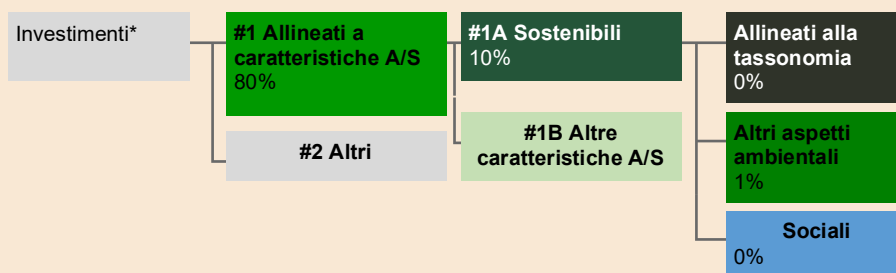 Investimenti*
#1 Allineati a
caratteristiche A/S
80%
#2 Altri
#1A Sostenibili
10%
#1B Altre
caratteristiche A/S
Allineati alla
tassonomia
0%
Altri aspetti
ambientali
1%
Sociali
0%